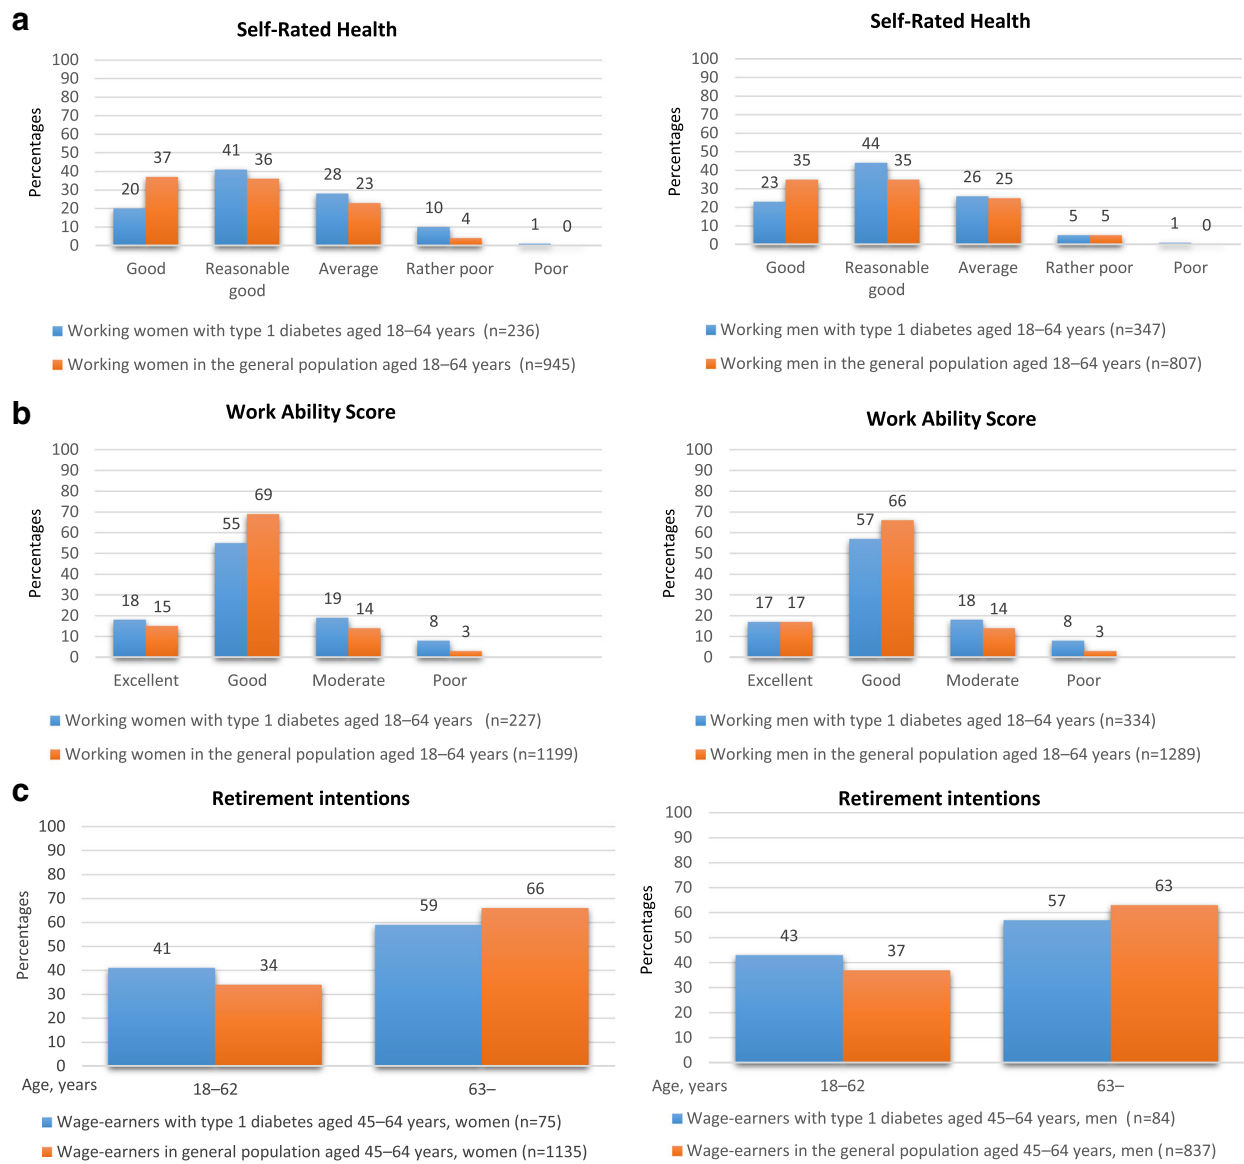 a
Self-Rated Health
Percentages
100
90
80
70
60
50
40
30
20
10
0
20 37 41 36 28 23 10 4 1 0
Good Reasonable good Average Rather poor Poor
Working women with type 1 diabetes aged 18–64 years (n=236)
Working women in the general population aged 18–64 years (n=945)
Self-Rated Health
Percentages
100
90
80
70
60
50
40
30
20
10
0
23 35 44 35 26 25 5 5 1 0
Good Reasonable good Average Rather poor Poor
Working men with type 1 diabetes aged 18–64 years (n=347)
Working men in the general population aged 18–64 years (n=807)
b
Work Ability Score
Percentages
100
90
80
70
60
50
40
30
20
10
0
18 15 55 69 19 14 8 3
Excellent Good Moderate Poor
Working women with type 1 diabetes aged 18–64 years (n=227)
Working women in the general population aged 18–64 years (n=1199)
Work Ability Score
Percentages
100
90
80
70
60
50
40
30
20
10
0
17 17 57 66 18 14 8 3
Excellent Good Moderate Poor
Working men with type 1 diabetes aged 18–64 years (n=334)
Working men in the general population aged 18–64 years (n=1289)
c
Retirement intentions
Percentages
100
90
80
70
60
50
40
30
20
10
0
41 34 59 66
Age, years 18–62 63–
Wage-earners with type 1 diabetes aged 45–64 years, women (n=75)
Wage-earners in general population aged 45–64 years, women (n=1135)
Retirement intentions
Percentages
100
90
80
70
60
50
40
30
20
10
0
43 37 57 63
Age, years 18–62 63–
Wage-earners with type 1 diabetes aged 45–64 years, men (n=84)
Wage-earners in the general population aged 45–64 years, men (n=837)